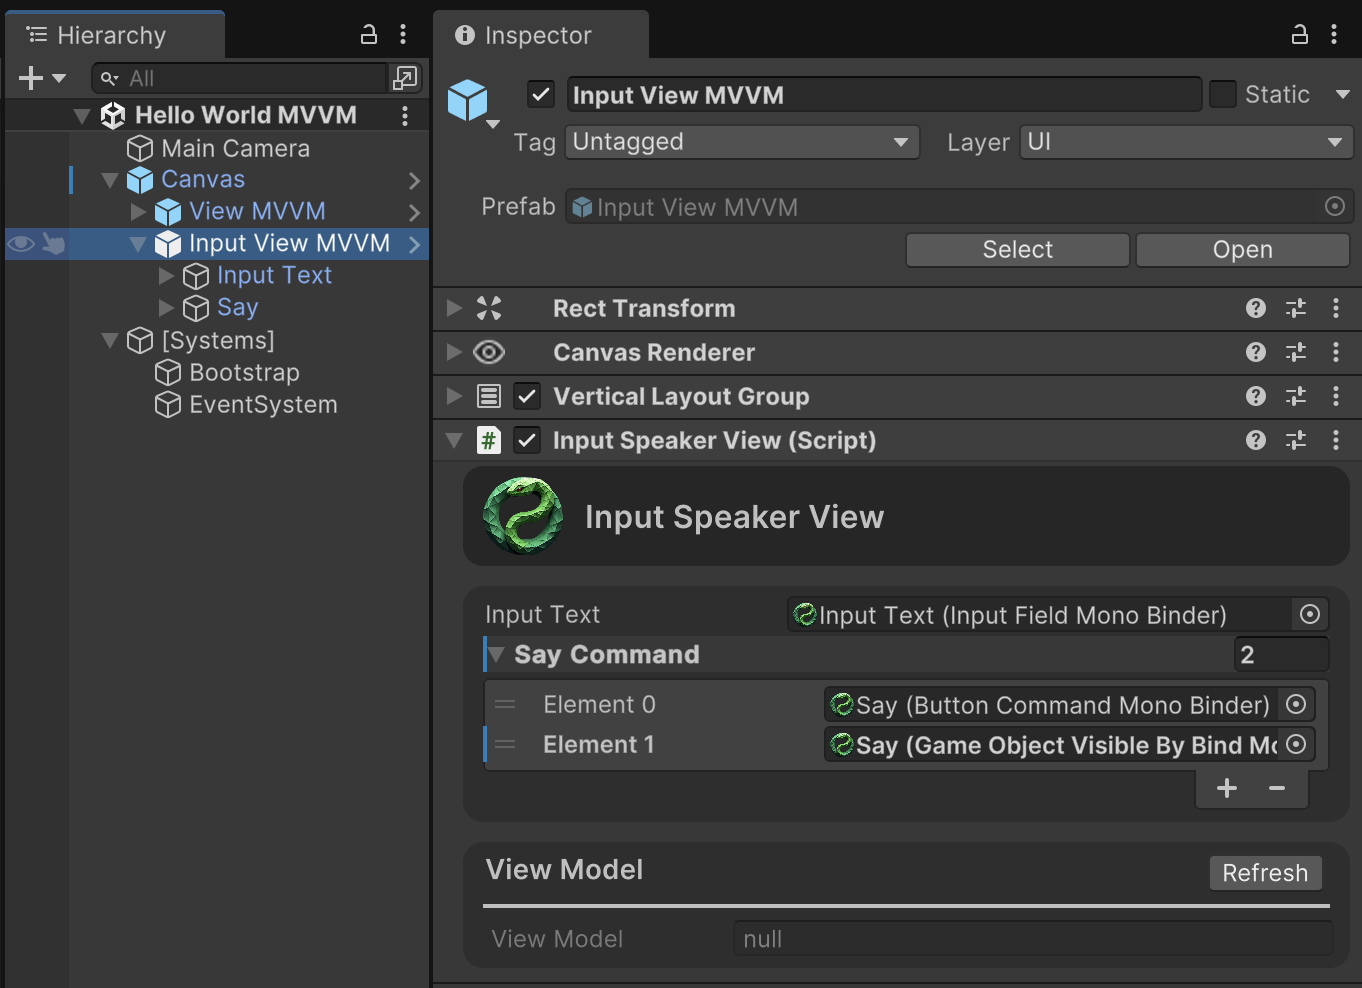 Hierarchy
All
Hello World MVVM
Main Camera
Canvas
View MVVM
Input View MVVM
Input Text
Say
[Systems]
Bootstrap
EventSystem
Inspector
Input View MVVM
Static
Tag
Untagged
Layer
UI
Prefab
Input View MVVM
Select
Open
Rect Transform
Canvas Renderer
Vertical Layout Group
# Input Speaker View (Script)
Input Speaker View
Input Text
Input Text (Input Field Mono Binder)
Say Command
2
Element 0
Say (Button Command Mono Binder)
Element 1
Say (Game Object Visible By Bind Mo
View Model
Refresh
View Model
null